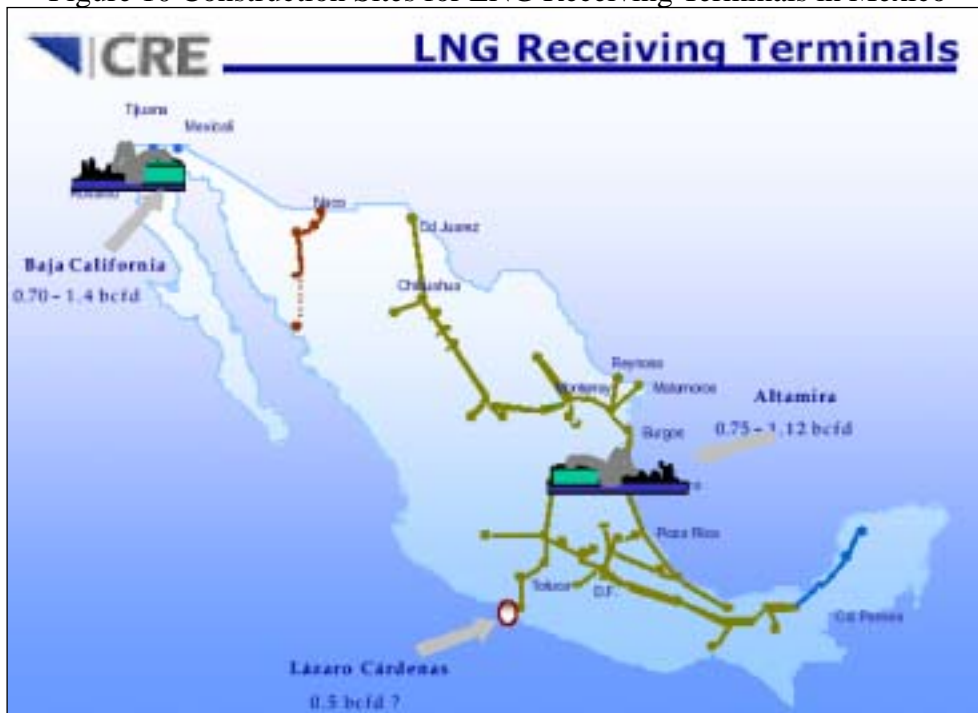 Figure 10 Construction Sites for LNG Receiving Terminals in Mexico
CRE
LNG Receiving Terminals
Tijuana
Mexicali
Naco
Cd Juarez
Baja California
0.70 - 1.4 bcfd
Chihuahua
Reynosa
Monterrey
Matamoros
Altamira
0.75 - 1.12 bcfd
Burgos
Poza Rica
Toluca
D.F.
Cd Pemex
Lázaro Cárdenas
0.5 bcfd ?